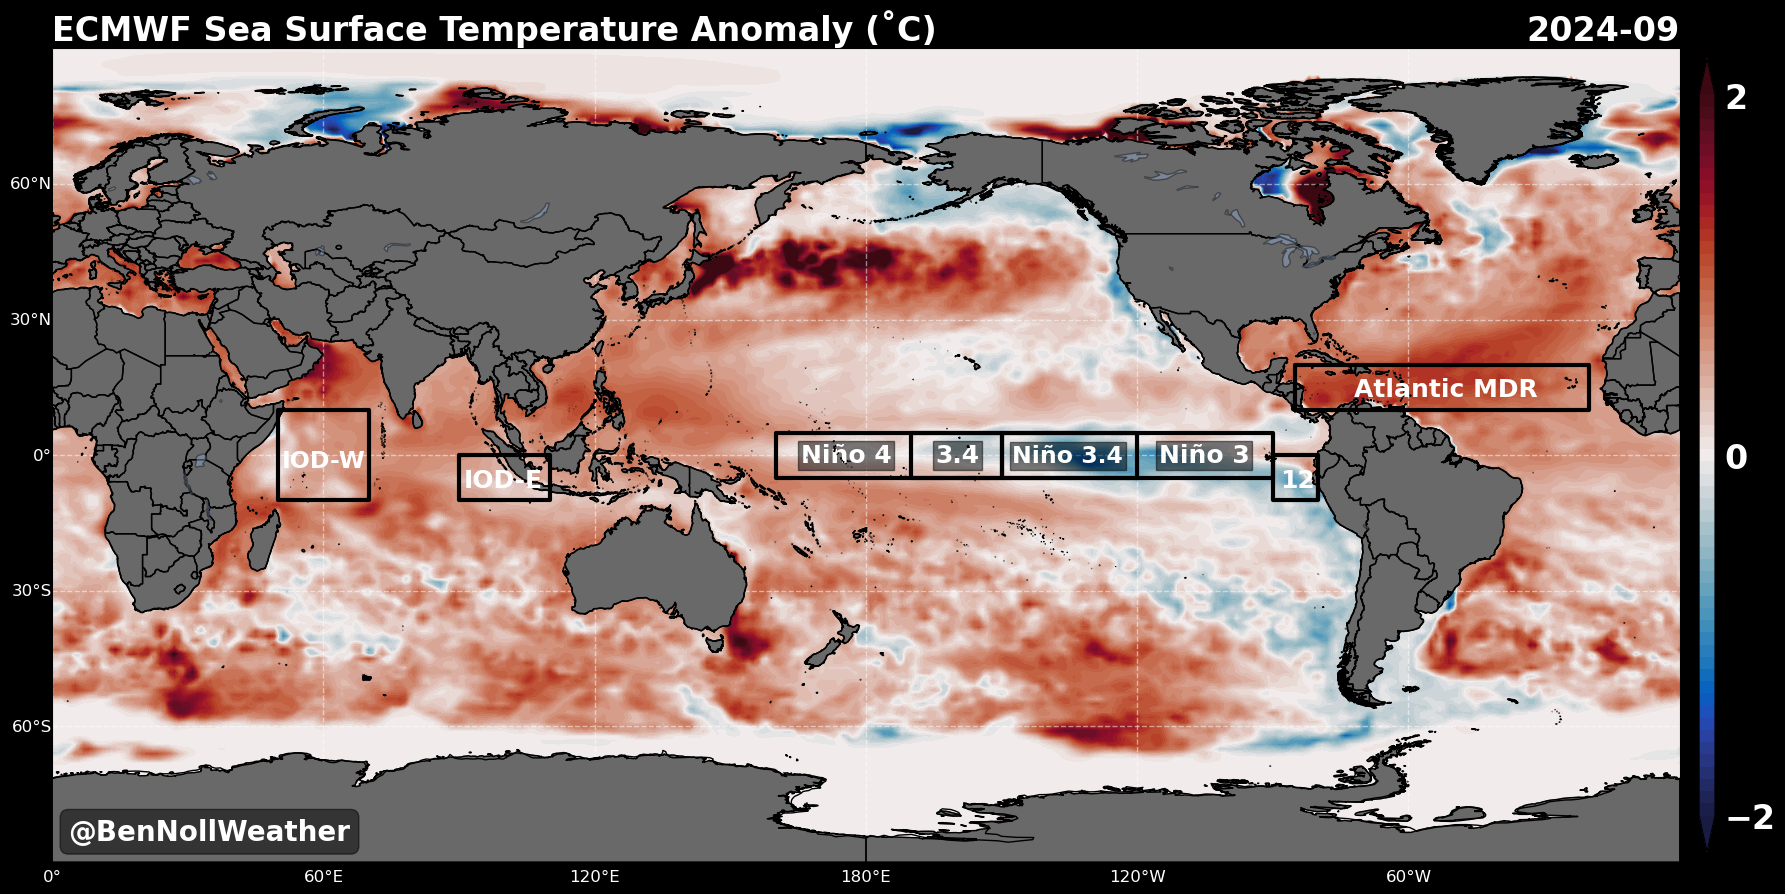 ECMWF Sea Surface Temperature Anomaly (˚C) 2024-09
2
60°N
30°N
Atlantic MDR
0° IOD-W Niño 4 3.4 Niño 3.4 Niño 3 0
IOD-E 12
30°S
60°S
−2
@BenNollWeather
0° 60°E 120°E 180°E 120°W 60°W